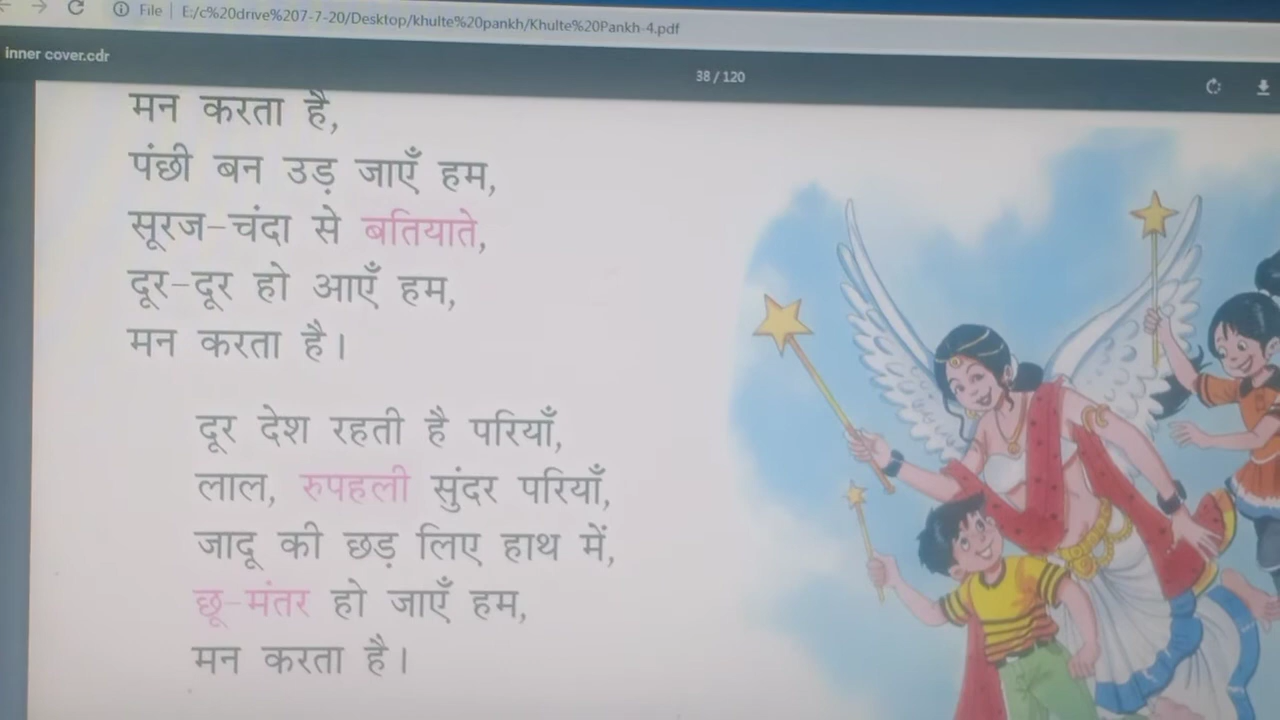 File | E:/c%20drive%207-7-20/Desktop/khulte%20pankh/Khulte%20Pankh-4.pdf
inner cover.cdr
38 / 120
मन करता है,
पंछी बन उड़ जाएँ हम,
सूरज-चंदा से बतियाते,
दूर-दूर हो आएँ हम,
मन करता है।
दूर देश रहती है परियाँ,
लाल, रुपहली सुंदर परियाँ,
जादू की छड़ लिए हाथ में,
छू-मंतर हो जाएँ हम,
मन करता है।